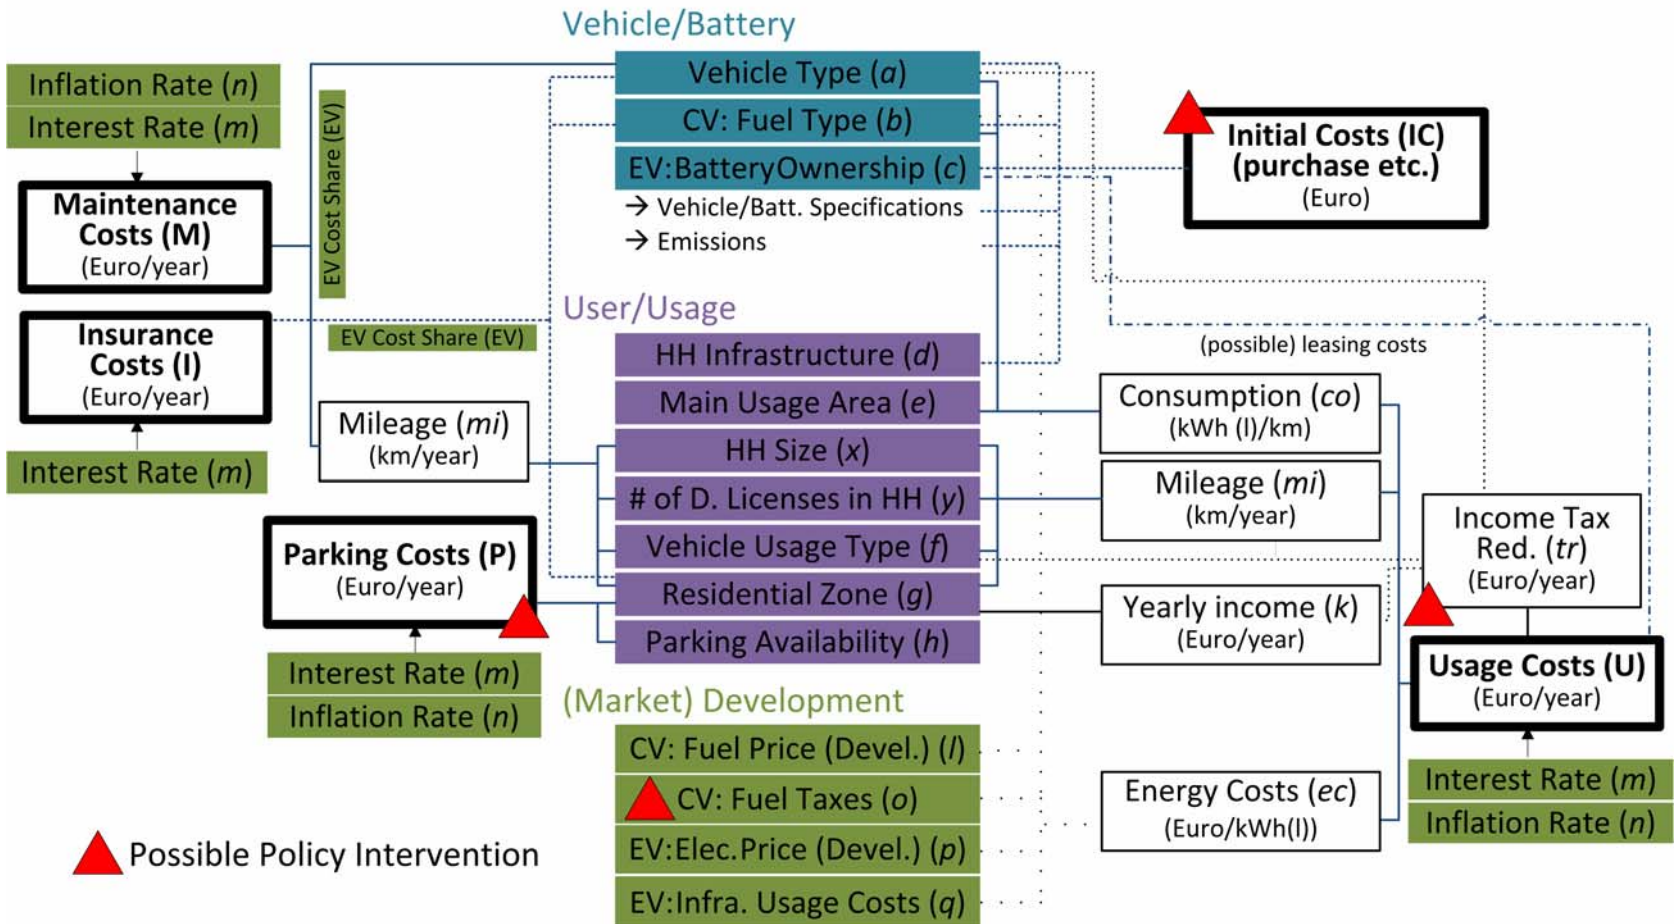 Vehicle/Battery
Vehicle Type (a)
CV: Fuel Type (b)
EV:BatteryOwnership (c)
→ Vehicle/Batt. Specifications
→ Emissions
Inflation Rate (n)
Interest Rate (m)
Maintenance
Costs (M)
(Euro/year)
Insurance
Costs (I)
(Euro/year)
Interest Rate (m)
EV Cost Share (EV)
EV Cost Share (EV)
Mileage (mi)
(km/year)
Parking Costs (P)
(Euro/year)
Interest Rate (m)
Inflation Rate (n)
User/Usage
HH Infrastructure (d)
Main Usage Area (e)
HH Size (x)
# of D. Licenses in HH (y)
Vehicle Usage Type (f)
Residential Zone (g)
Parking Availability (h)
(Market) Development
CV: Fuel Price (Devel.) (l)
CV: Fuel Taxes (o)
EV:Elec.Price (Devel.) (p)
EV:Infra. Usage Costs (q)
Initial Costs (IC)
(purchase etc.)
(Euro)
(possible) leasing costs
Consumption (co)
(kWh (l)/km)
Mileage (mi)
(km/year)
Yearly income (k)
(Euro/year)
Energy Costs (ec)
(Euro/kWh(l))
Income Tax
Red. (tr)
(Euro/year)
Usage Costs (U)
(Euro/year)
Interest Rate (m)
Inflation Rate (n)
Possible Policy Intervention